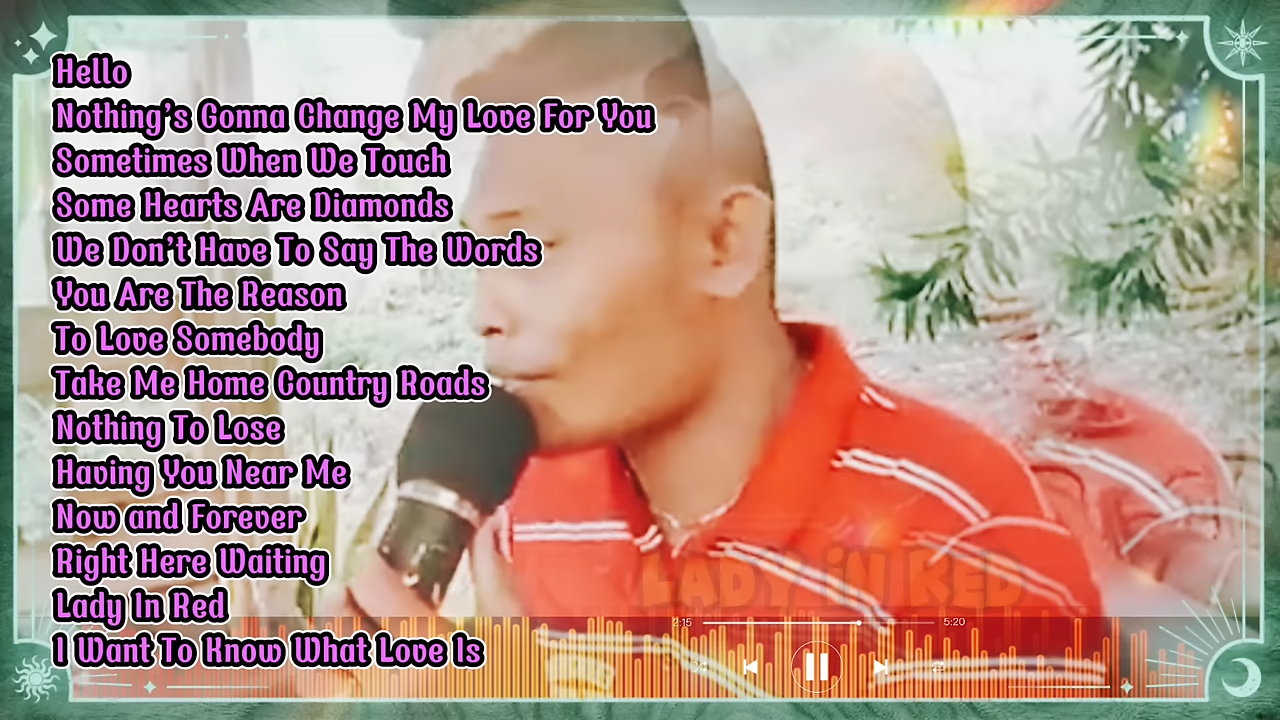 Hello
Nothing's Gonna Change My Love For You
Sometimes When We Touch
Some Hearts Are Diamonds
We Don't Have To Say The Words
You Are The Reason
To Love Somebody
Take Me Home Country Roads
Nothing To Lose
Having You Near Me
Now and Forever
Right Here Waiting
Lady In Red
I Want To Know What Love Is
LADY iN RED
2:15
5:20